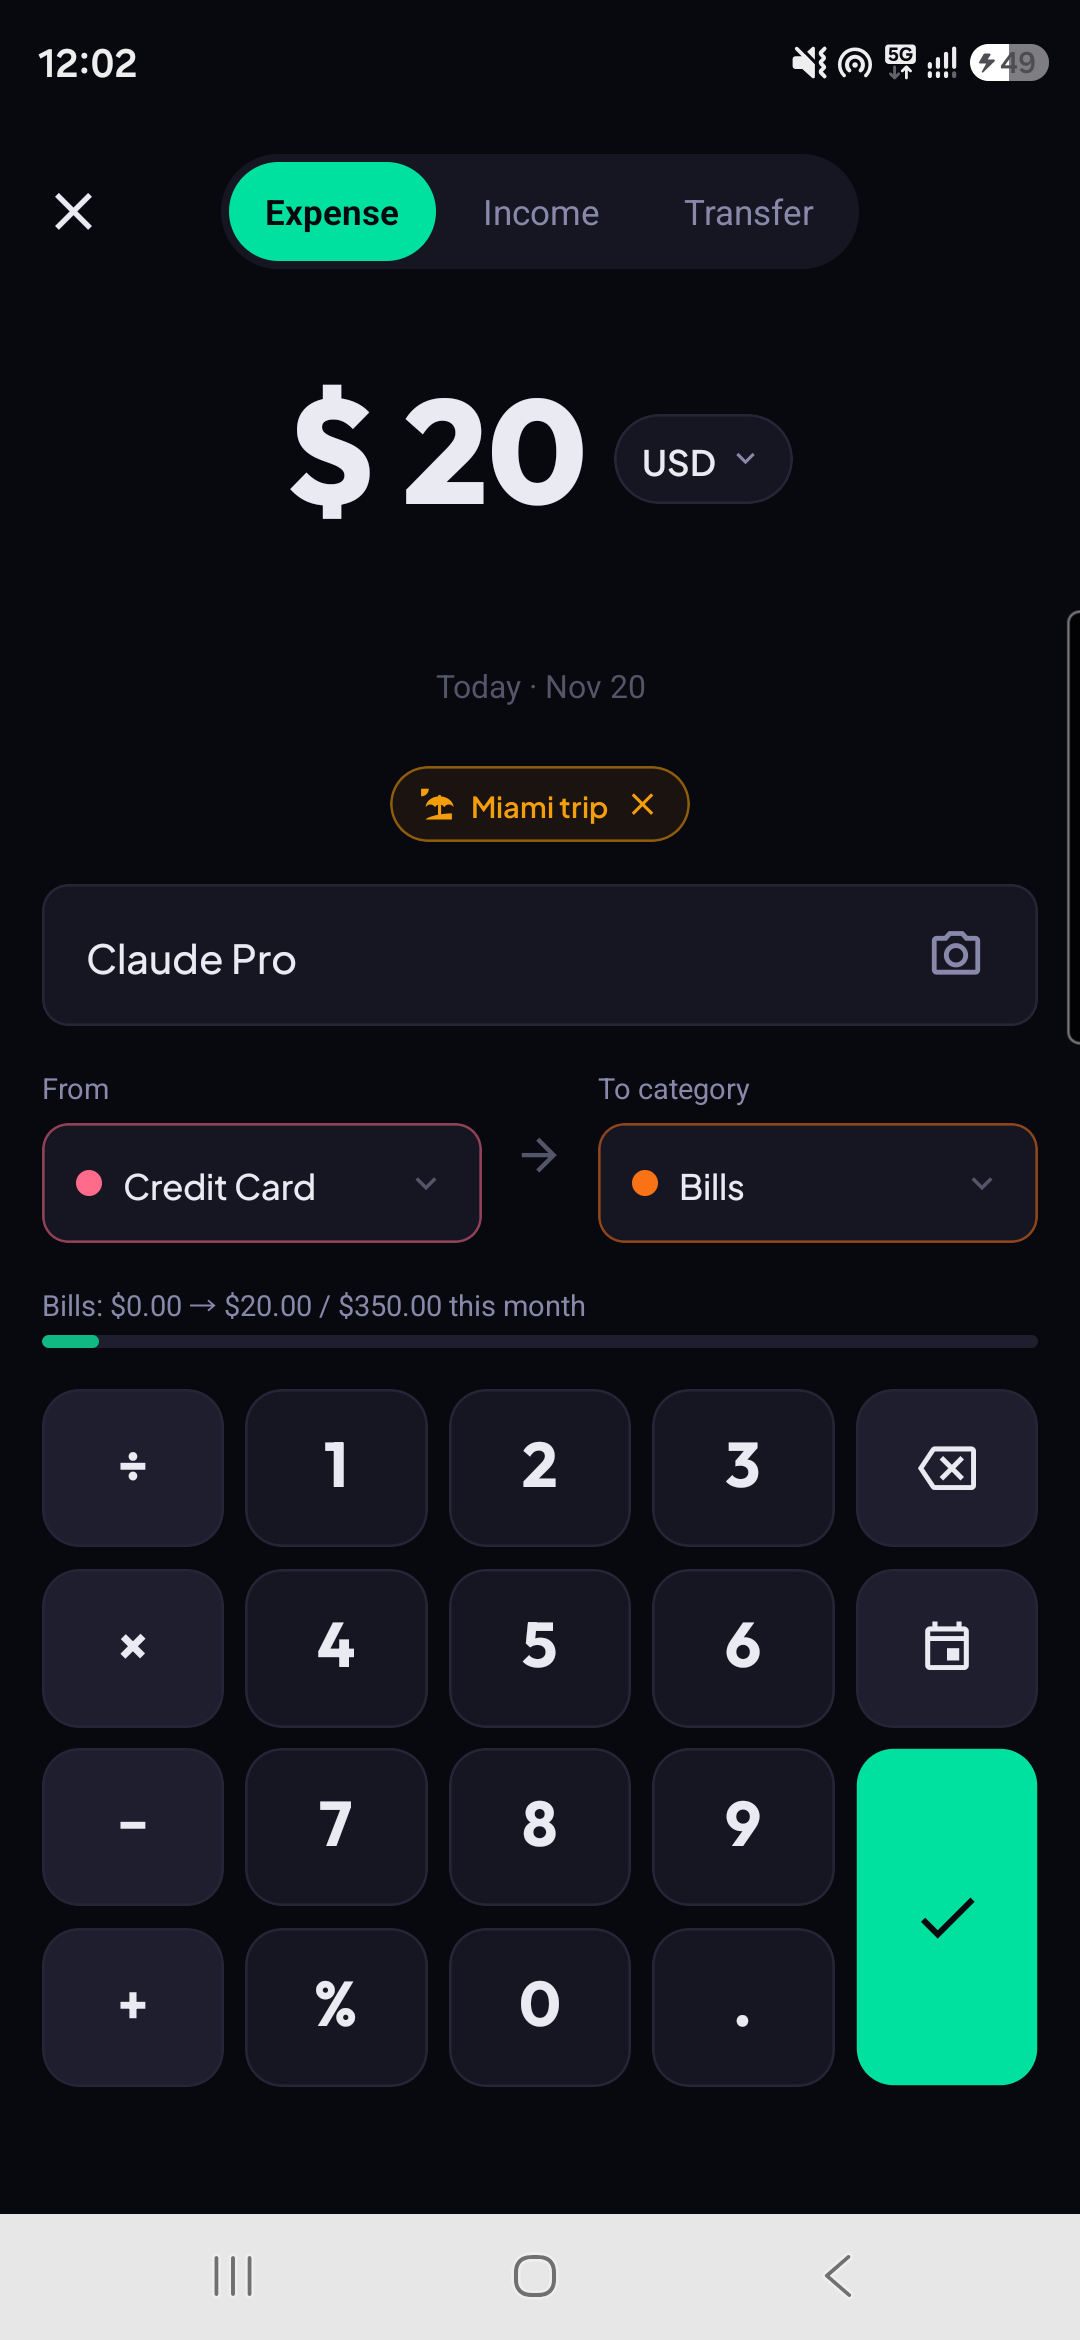 12:02
5G
49
Expense Income Transfer
$ 20 USD
Today · Nov 20
Miami trip
Claude Pro
From To category
Credit Card → Bills
Bills: $0.00 → $20.00 / $350.00 this month
÷ 1 2 3
× 4 5 6
− 7 8 9
+ % 0 .